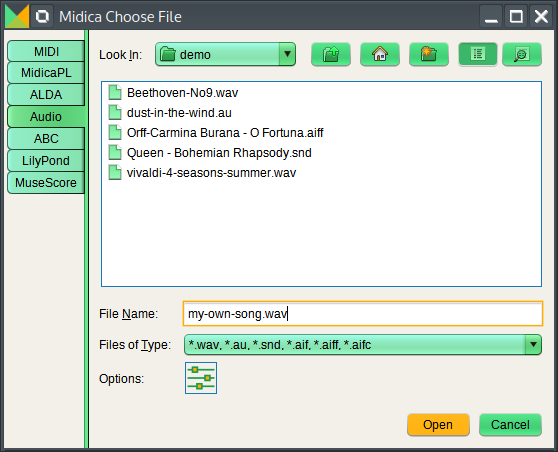 Midica Choose File
MIDI
MidicaPL
ALDA
Audio
ABC
LilyPond
MuseScore
Look In: demo
Beethoven-No9.wav
dust-in-the-wind.au
Orff-Carmina Burana - O Fortuna.aiff
Queen - Bohemian Rhapsody.snd
vivaldi-4-seasons-summer.wav
File Name: my-own-song.wav
Files of Type: *.wav, *.au, *.snd, *.aif, *.aiff, *.aifc
Options:
Open Cancel